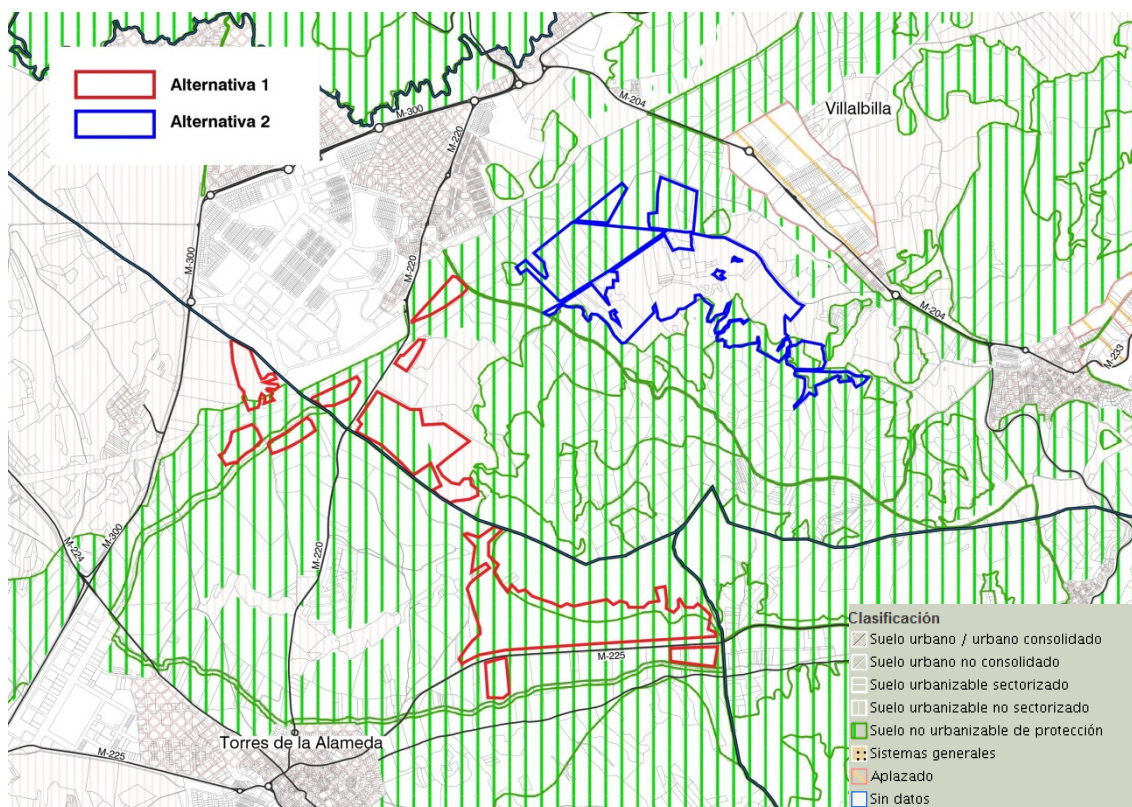 Alternativa 1
Alternativa 2
M-300
M-204
M-220
Villalbilla
M-300
M-220
M-204
M-233
M-300
M-224
M-220
M-225
Torres de la Alameda
M-225
Clasificación
Suelo urbano / urbano consolidado
Suelo urbano no consolidado
Suelo urbanizable sectorizado
Suelo urbanizable no sectorizado
Suelo no urbanizable de protección
Sistemas generales
Aplazado
Sin datos